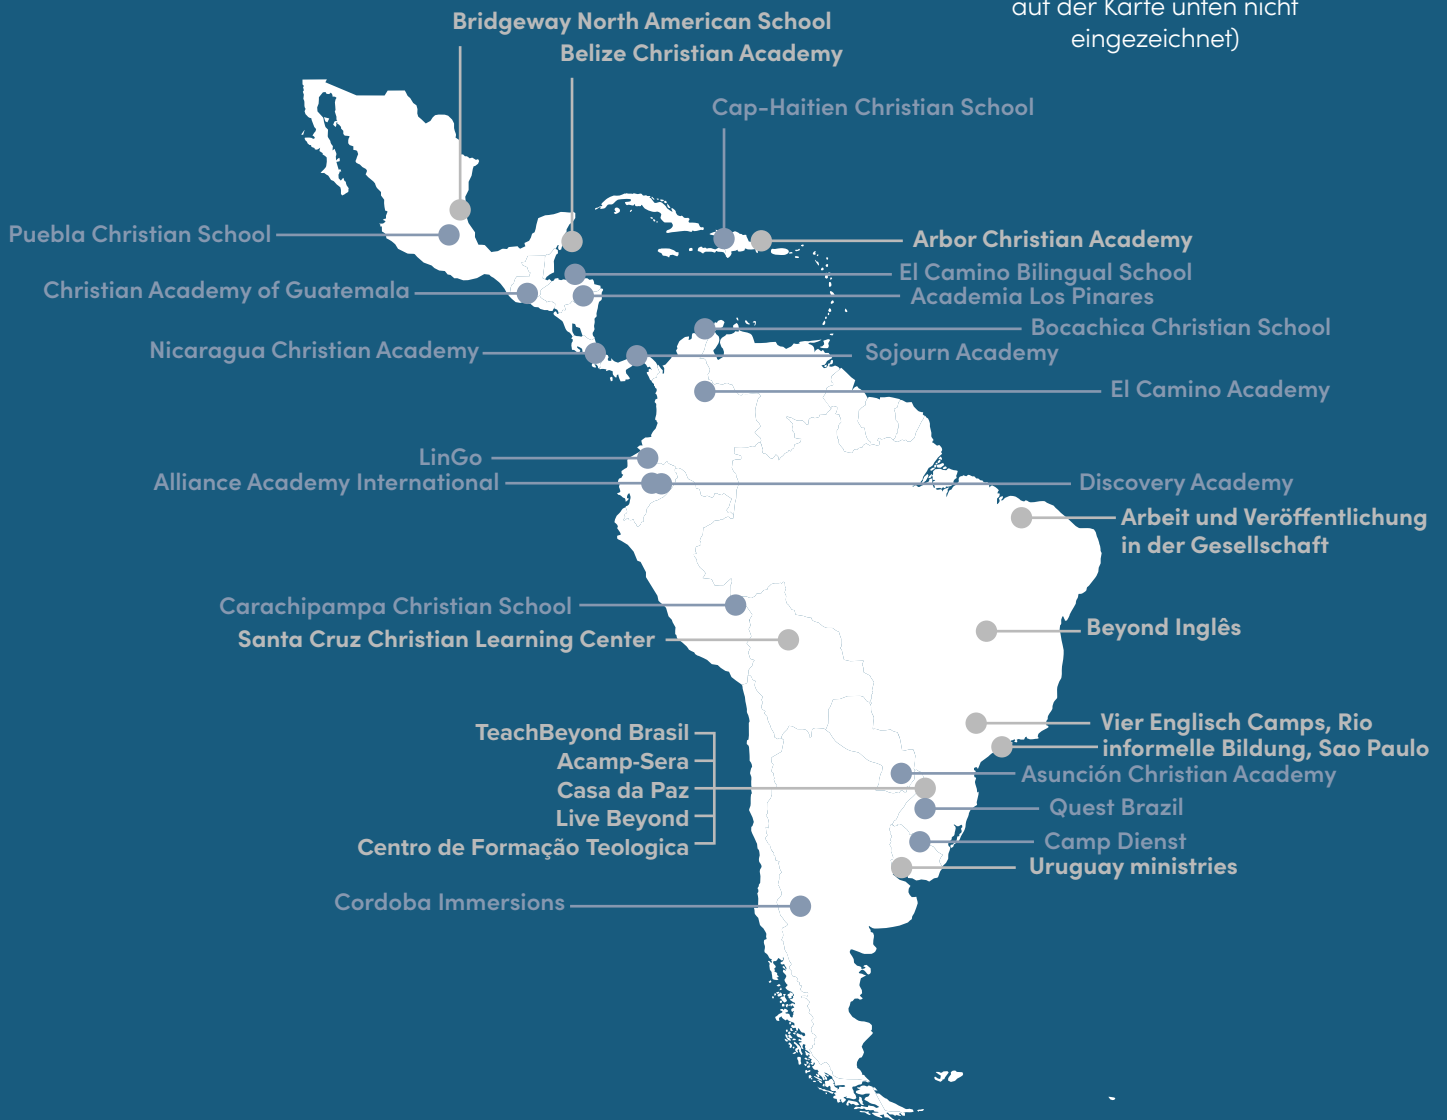 auf der Karte unten nicht
eingezeichnet)
Bridgeway North American School
Belize Christian Academy
Cap-Haitien Christian School
Puebla Christian School
Arbor Christian Academy
El Camino Bilingual School
Christian Academy of Guatemala
Academia Los Pinares
Bocachica Christian School
Nicaragua Christian Academy
Sojourn Academy
El Camino Academy
LinGo
Alliance Academy International
Discovery Academy
Arbeit und Veröffentlichung
in der Gesellschaft
Carachipampa Christian School
Santa Cruz Christian Learning Center
Beyond Inglês
Vier Englisch Camps, Rio
informelle Bildung, Sao Paulo
TeachBeyond Brasil
Acamp-Sera
Casa da Paz
Live Beyond
Centro de Formação Teologica
Asunción Christian Academy
Quest Brazil
Camp Dienst
Uruguay ministries
Cordoba Immersions